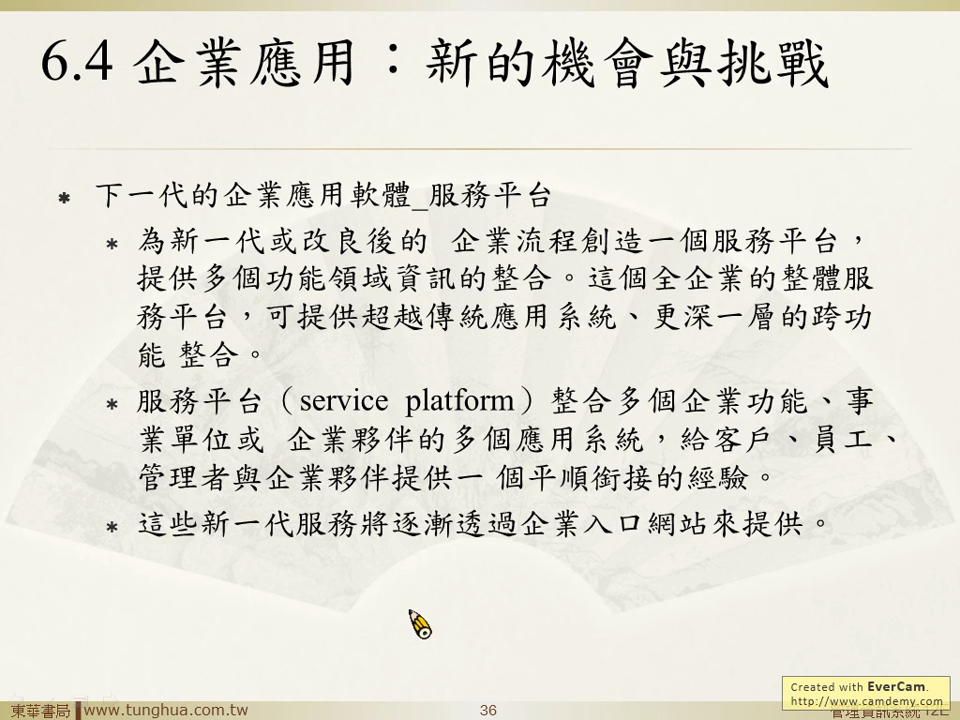 6.4 企業應用：新的機會與挑戰
下一代的企業應用軟體_服務平台
為新一代或改良後的 企業流程創造一個服務平台，
提供多個功能領域資訊的整合。這個全企業的整體服
務平台，可提供超越傳統應用系統、更深一層的跨功
能 整合。
服務平台（service platform）整合多個企業功能、事
業單位或 企業夥伴的多個應用系統，給客戶、員工、
管理者與企業夥伴提供一 個平順銜接的經驗。
這些新一代服務將逐漸透過企業入口網站來提供。
Created with EverCam.
http://www.camdemy.com
東華書局 www.tunghua.com.tw 36 管理資訊系統 12E